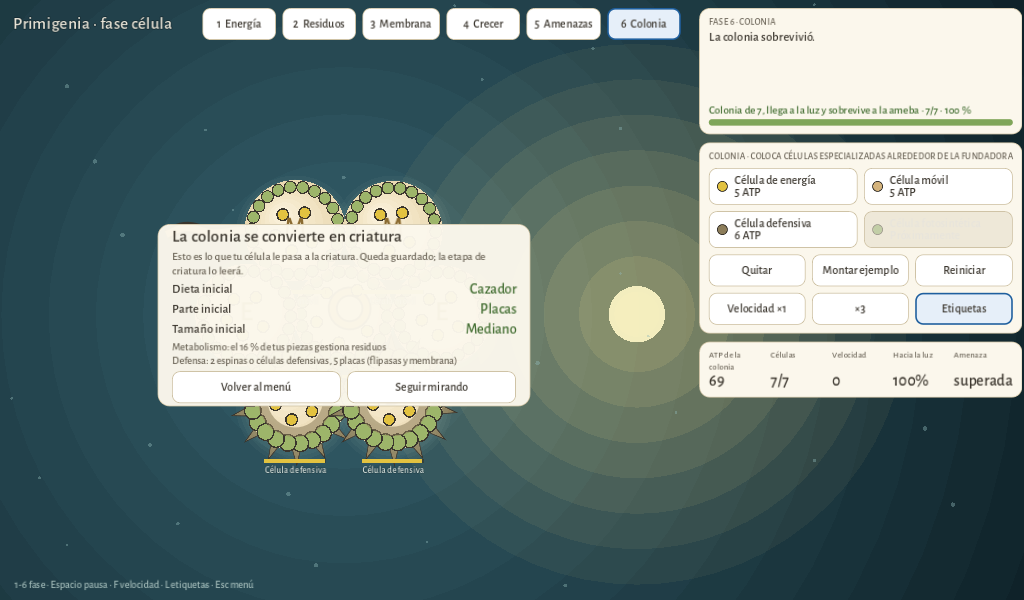 Primigenia · fase célula
1 Energía
2 Residuos
3 Membrana
4 Crecer
5 Amenazas
6 Colonia
FASE 6 · COLONIA
La colonia sobrevivió.
Colonia de 7, llega a la luz y sobrevive a la ameba · 7/7 · 100 %
COLONIA · COLOCA CÉLULAS ESPECIALIZADAS ALREDEDOR DE LA FUNDADORA
Célula de energía
5 ATP
Célula móvil
5 ATP
Célula defensiva
6 ATP
Quitar
Montar ejemplo
Reiniciar
Velocidad ×1
×3
Etiquetas
ATP de la
colonia
69
Células
7/7
Velocidad
0
Hacia la luz
100%
Amenaza
superada
La colonia se convierte en criatura
Esto es lo que tu célula le pasa a la criatura. Queda guardado; la etapa de
criatura lo leerá.
Dieta inicial
Cazador
Parte inicial
Placas
Tamaño inicial
Mediano
Metabolismo: el 16 % de tus piezas gestiona residuos
Defensa: 2 espinas o células defensivas, 5 placas (flipasas y membrana)
Volver al menú
Seguir mirando
Célula defensiva
Célula defensiva
1-6 fase · Espacio pausa · F velocidad · L etiquetas · Esc menú